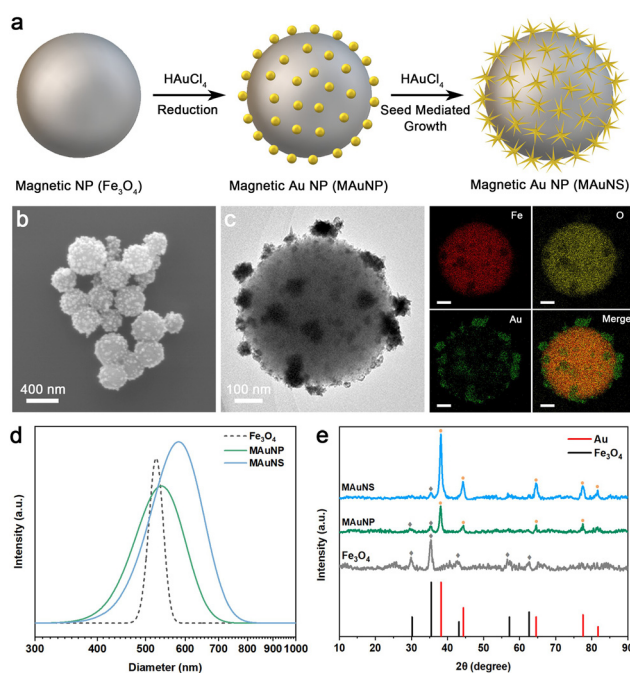 a
HAuCl4
Reduction
HAuCl4
Seed Mediated
Growth
Magnetic NP (Fe3O4)
Magnetic Au NP (MAuNP)
Magnetic Au NP (MAuNS)
b
400 nm
c
100 nm
Fe
O
Au
Merge
d
Fe3O4
MAuNP
MAuNS
Intensity (a.u.)
300 400 500 600 700 800 900 1000
Diameter (nm)
e
Au
Fe3O4
MAuNS
MAuNP
Fe3O4
Intensity (a.u.)
10 20 30 40 50 60 70 80 90
2θ (degree)